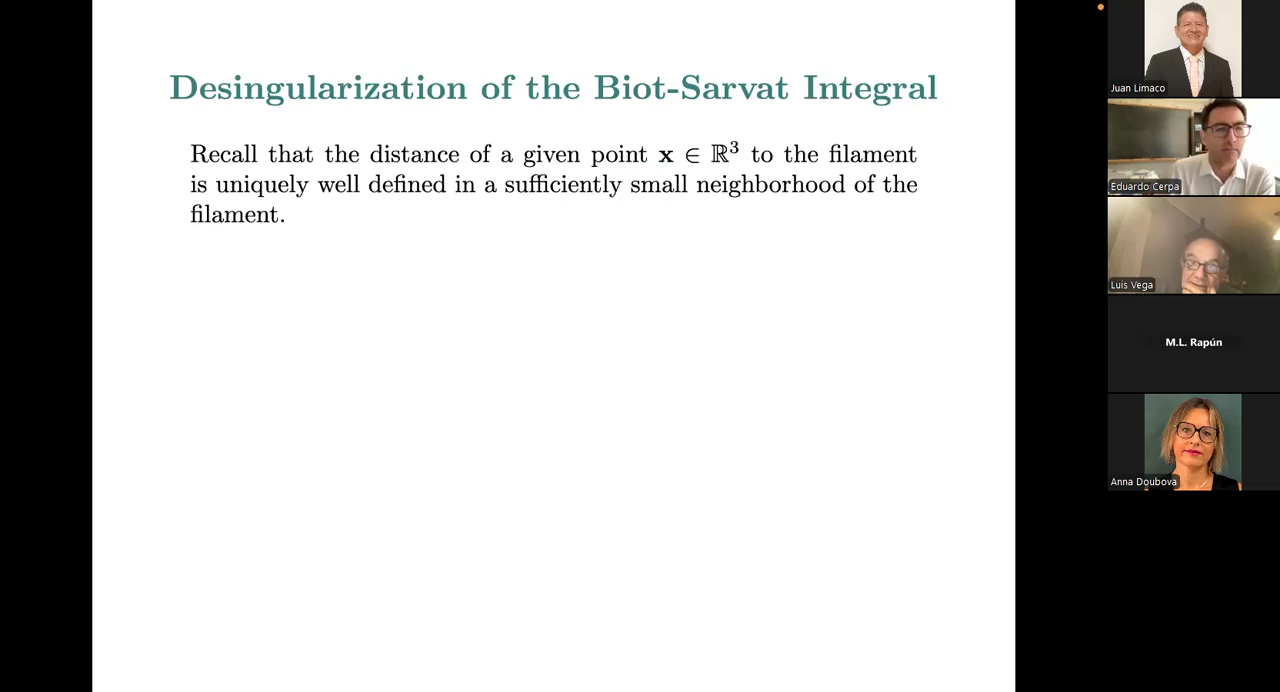 Desingularization of the Biot-Sarvat Integral
Recall that the distance of a given point x ∈ ℝ³ to the filament
is uniquely well defined in a sufficiently small neighborhood of the
filament.
Juan Limaco
Eduardo Cerpa
Luis Vega
M.L. Rapún
Anna Doubova